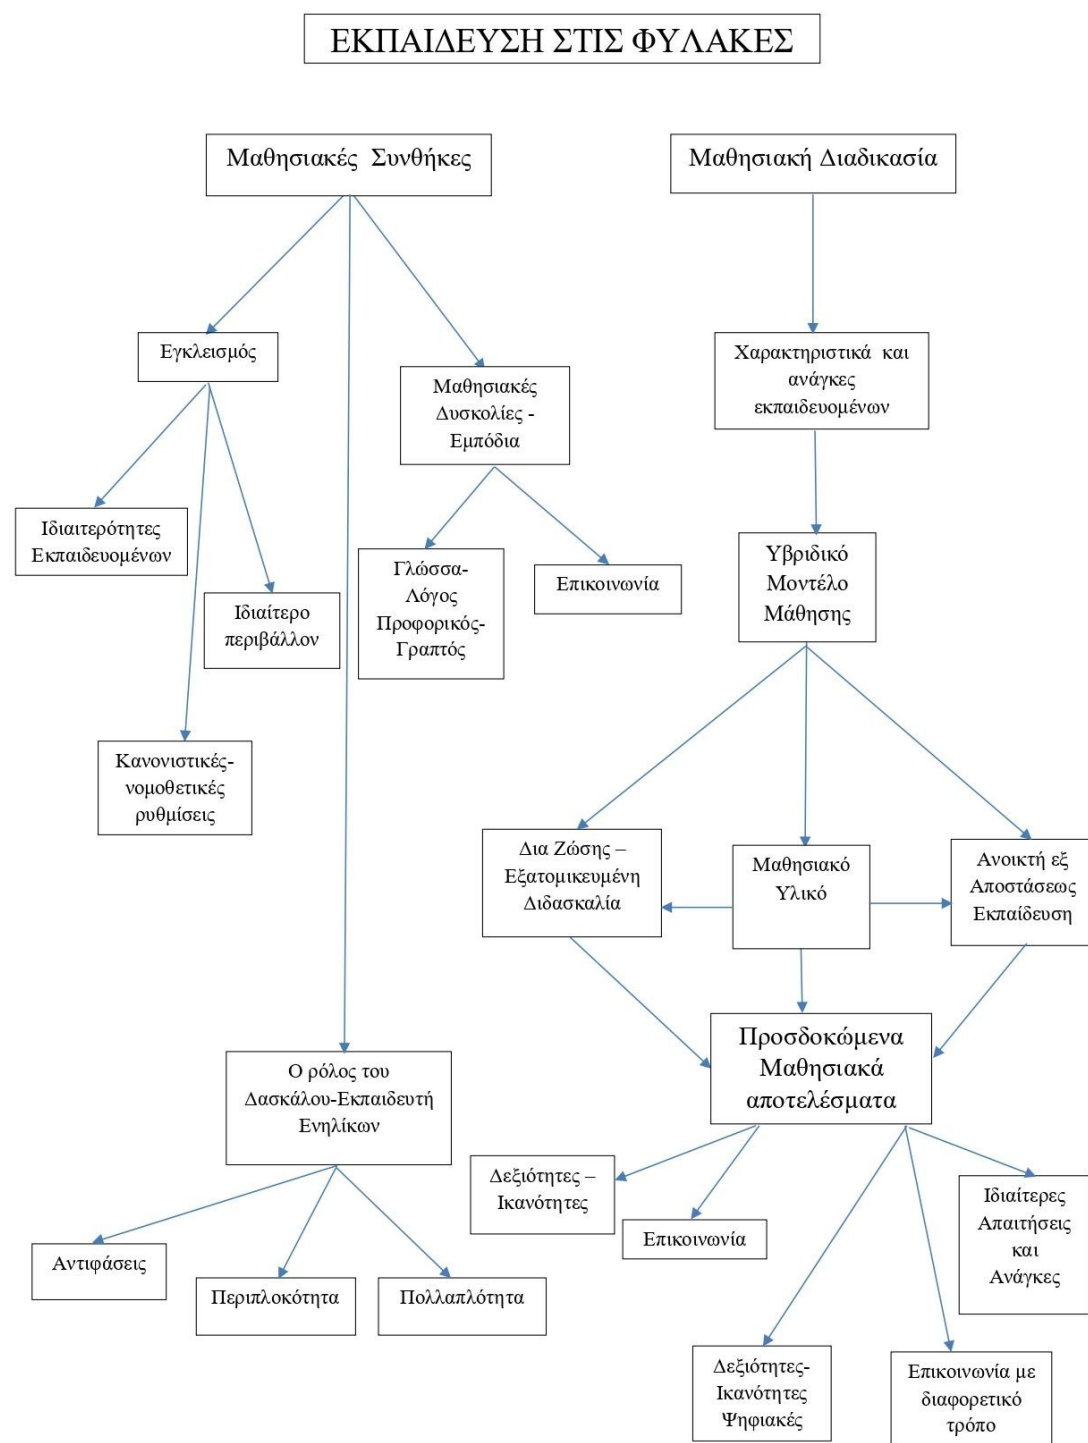 ΕΚΠΑΙΔΕΥΣΗ ΣΤΙΣ ΦΥΛΑΚΕΣ
Μαθησιακές Συνθήκες
Μαθησιακή Διαδικασία
Εγκλεισμός
Μαθησιακές
Δυσκολίες -
Εμπόδια
Χαρακτηριστικά και
ανάγκες
εκπαιδευομένων
Ιδιαιτερότητες
Εκπαιδευομένων
Ιδιαίτερο
περιβάλλον
Γλώσσα-
Λόγος
Προφορικός-
Γραπτός
Επικοινωνία
Υβριδικό
Μοντέλο
Μάθησης
Κανονιστικές-
νομοθετικές
ρυθμίσεις
Δια Ζώσης –
Εξατομικευμένη
Διδασκαλία
Μαθησιακό
Υλικό
Ανοικτή εξ
Αποστάσεως
Εκπαίδευση
Ο ρόλος του
Δασκάλου-Εκπαιδευτή
Ενηλίκων
Προσδοκώμενα
Μαθησιακά
αποτελέσματα
Αντιφάσεις
Περιπλοκότητα
Πολλαπλότητα
Δεξιότητες –
Ικανότητες
Επικοινωνία
Ιδιαίτερες
Απαιτήσεις
και
Ανάγκες
Δεξιότητες-
Ικανότητες
Ψηφιακές
Επικοινωνία με
διαφορετικό
τρόπο